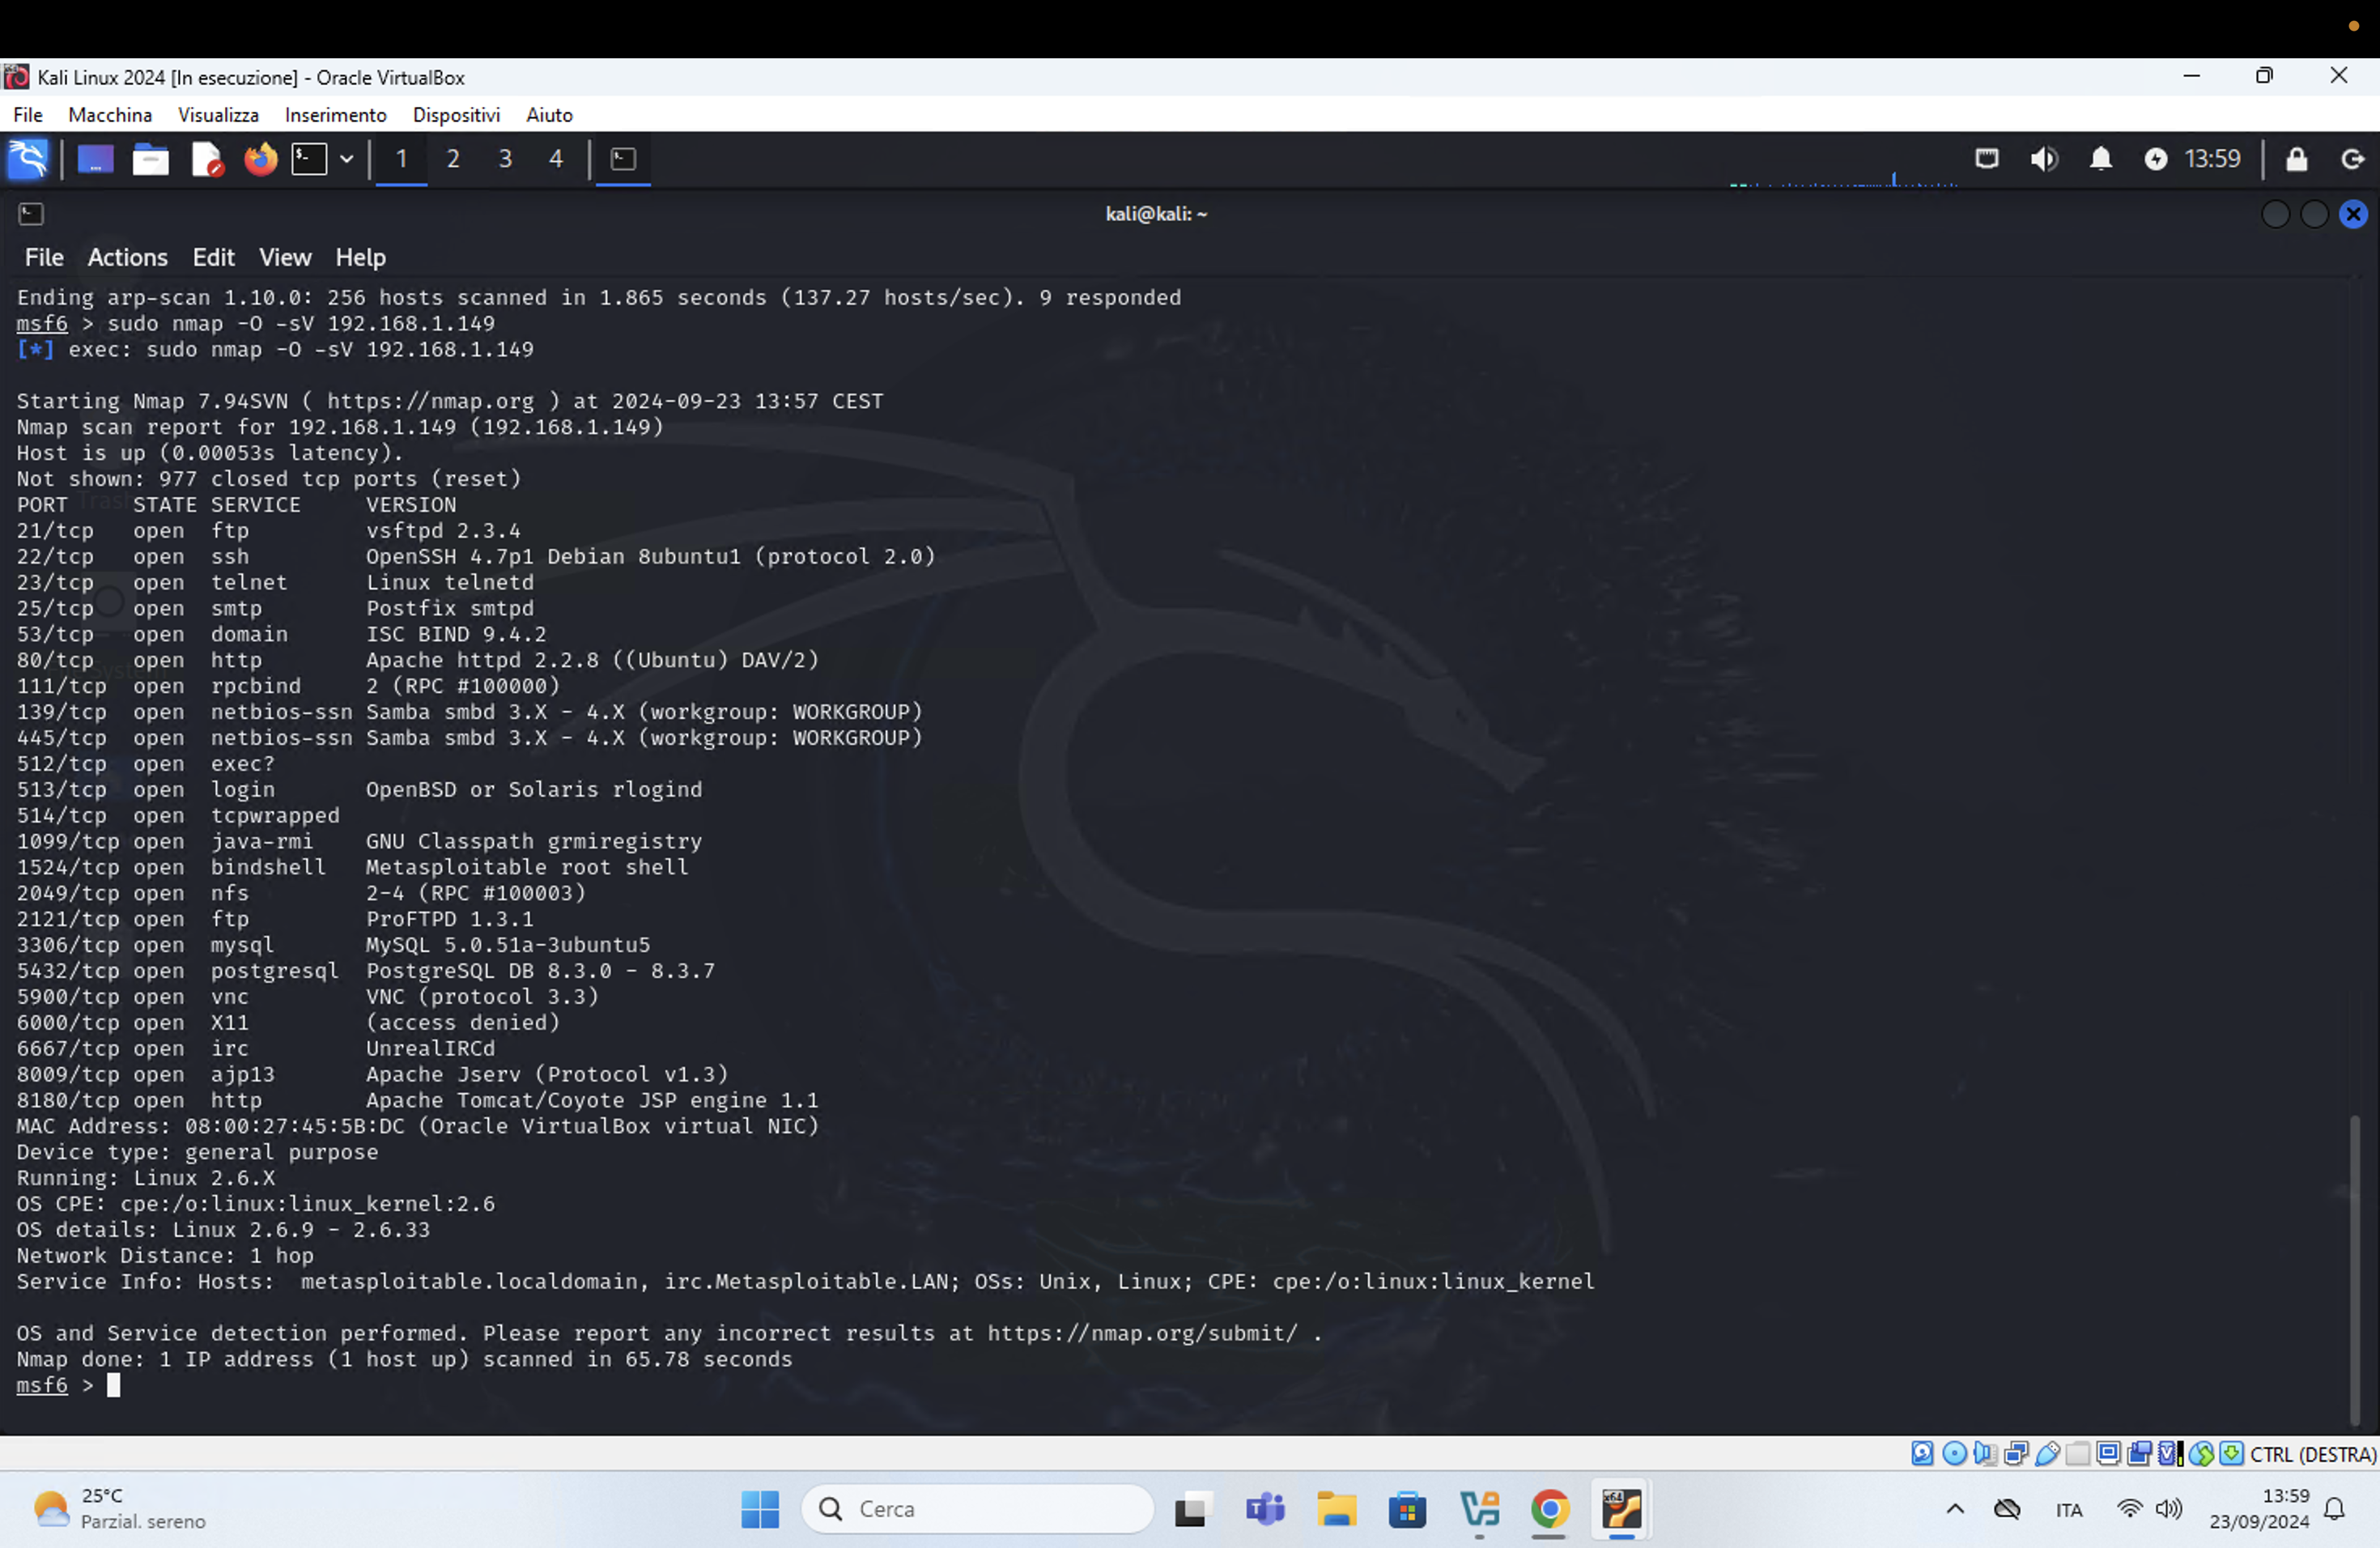 Kali Linux 2024 [In esecuzione] - Oracle VirtualBox
File Macchina Visualizza Inserimento Dispositivi Aiuto
1 2 3 4 13:59
kali@kali: ~
File Actions Edit View Help
Ending arp-scan 1.10.0: 256 hosts scanned in 1.865 seconds (137.27 hosts/sec). 9 responded
msf6 > sudo nmap -O -sV 192.168.1.149
[*] exec: sudo nmap -O -sV 192.168.1.149
Starting Nmap 7.94SVN ( https://nmap.org ) at 2024-09-23 13:57 CEST
Nmap scan report for 192.168.1.149 (192.168.1.149)
Host is up (0.00053s latency).
Not shown: 977 closed tcp ports (reset)
PORT STATE SERVICE VERSION
21/tcp open ftp vsftpd 2.3.4
22/tcp open ssh OpenSSH 4.7p1 Debian 8ubuntu1 (protocol 2.0)
23/tcp open telnet Linux telnetd
25/tcp open smtp Postfix smtpd
53/tcp open domain ISC BIND 9.4.2
80/tcp open http Apache httpd 2.2.8 ((Ubuntu) DAV/2)
111/tcp open rpcbind 2 (RPC #100000)
139/tcp open netbios-ssn Samba smbd 3.X - 4.X (workgroup: WORKGROUP)
445/tcp open netbios-ssn Samba smbd 3.X - 4.X (workgroup: WORKGROUP)
512/tcp open exec?
513/tcp open login OpenBSD or Solaris rlogind
514/tcp open tcpwrapped
1099/tcp open java-rmi GNU Classpath grmiregistry
1524/tcp open bindshell Metasploitable root shell
2049/tcp open nfs 2-4 (RPC #100003)
2121/tcp open ftp ProFTPD 1.3.1
3306/tcp open mysql MySQL 5.0.51a-3ubuntu5
5432/tcp open postgresql PostgreSQL DB 8.3.0 - 8.3.7
5900/tcp open vnc VNC (protocol 3.3)
6000/tcp open X11 (access denied)
6667/tcp open irc UnrealIRCd
8009/tcp open ajp13 Apache Jserv (Protocol v1.3)
8180/tcp open http Apache Tomcat/Coyote JSP engine 1.1
MAC Address: 08:00:27:45:5B:DC (Oracle VirtualBox virtual NIC)
Device type: general purpose
Running: Linux 2.6.X
OS CPE: cpe:/o:linux:linux_kernel:2.6
OS details: Linux 2.6.9 - 2.6.33
Network Distance: 1 hop
Service Info: Hosts:  metasploitable.localdomain, irc.Metasploitable.LAN; OSs: Unix, Linux; CPE: cpe:/o:linux:linux_kernel
OS and Service detection performed. Please report any incorrect results at https://nmap.org/submit/ .
Nmap done: 1 IP address (1 host up) scanned in 65.78 seconds
msf6 >
CTRL (DESTRA)
25°C
Parzial. sereno
Cerca
ITA
13:59
23/09/2024